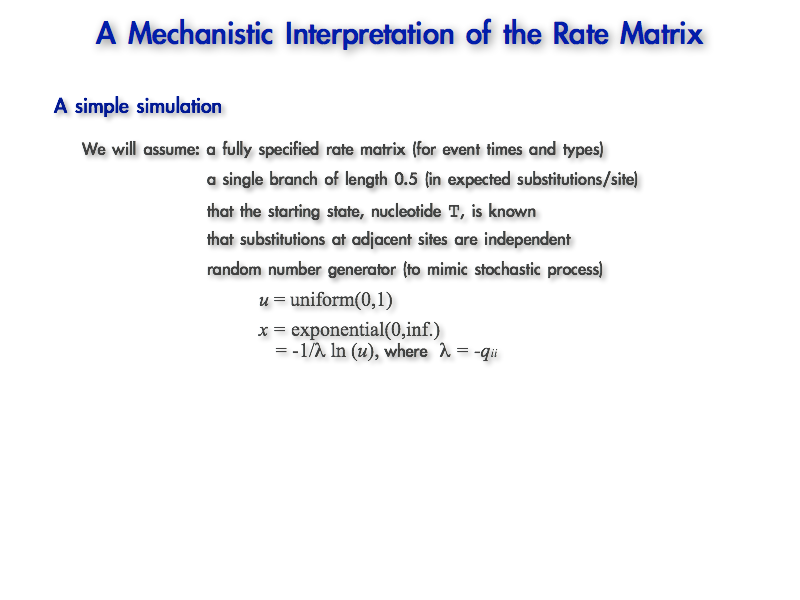 A Mechanistic Interpretation of the Rate Matrix
A simple simulation
We will assume: a fully specified rate matrix (for event times and types)
a single branch of length 0.5 (in expected substitutions/site)
that the starting state, nucleotide T, is known
that substitutions at adjacent sites are independent
random number generator (to mimic stochastic process)
u = uniform(0,1)
x = exponential(0,inf.)
= -1/λ ln (u), where λ = -qii